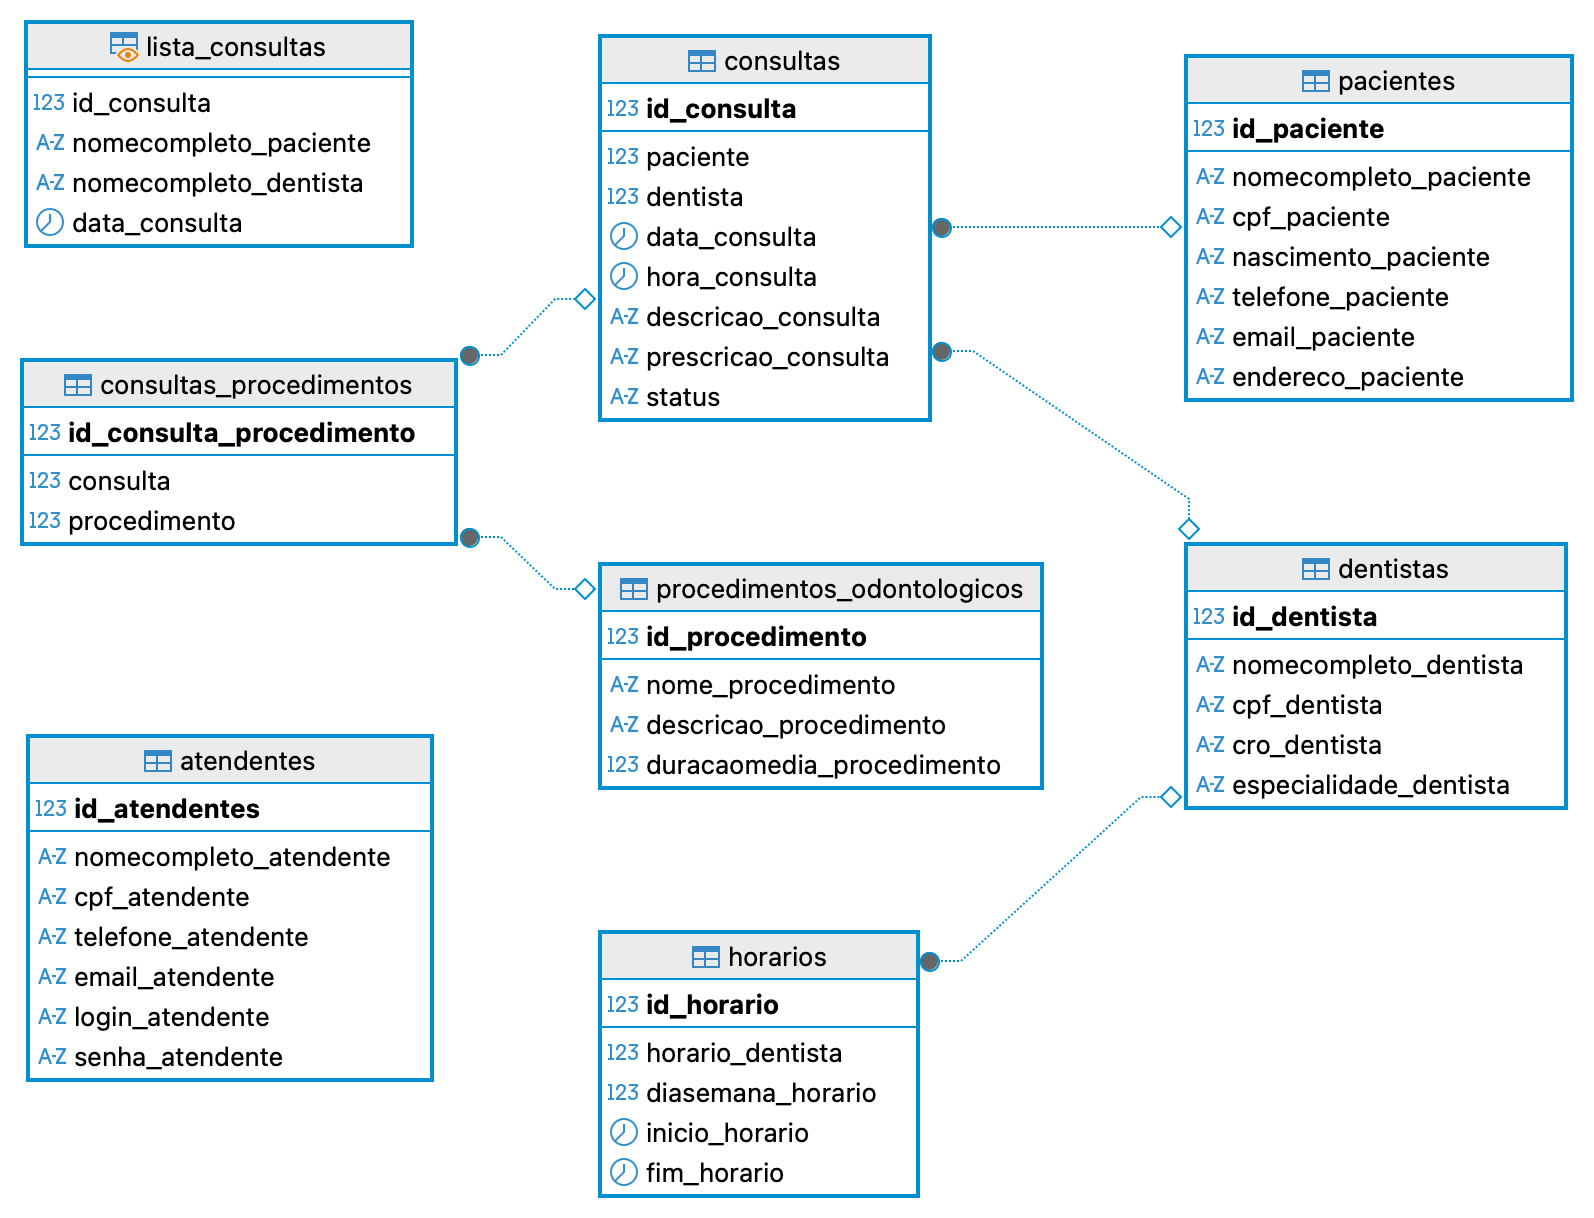 lista_consultas
123 id_consulta
A-Z nomecompleto_paciente
A-Z nomecompleto_dentista
data_consulta
consultas
123 id_consulta
123 paciente
123 dentista
data_consulta
hora_consulta
A-Z descricao_consulta
A-Z prescricao_consulta
A-Z status
pacientes
123 id_paciente
A-Z nomecompleto_paciente
A-Z cpf_paciente
A-Z nascimento_paciente
A-Z telefone_paciente
A-Z email_paciente
A-Z endereco_paciente
consultas_procedimentos
123 id_consulta_procedimento
123 consulta
123 procedimento
procedimentos_odontologicos
123 id_procedimento
A-Z nome_procedimento
A-Z descricao_procedimento
123 duracaomedia_procedimento
dentistas
123 id_dentista
A-Z nomecompleto_dentista
A-Z cpf_dentista
A-Z cro_dentista
A-Z especialidade_dentista
atendentes
123 id_atendentes
A-Z nomecompleto_atendente
A-Z cpf_atendente
A-Z telefone_atendente
A-Z email_atendente
A-Z login_atendente
A-Z senha_atendente
horarios
123 id_horario
123 horario_dentista
123 diasemana_horario
inicio_horario
fim_horario